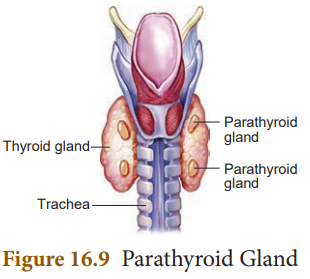 Parathyroid
gland
Thyroid gland
Parathyroid
gland
Trachea
Figure 16.9 Parathyroid Gland